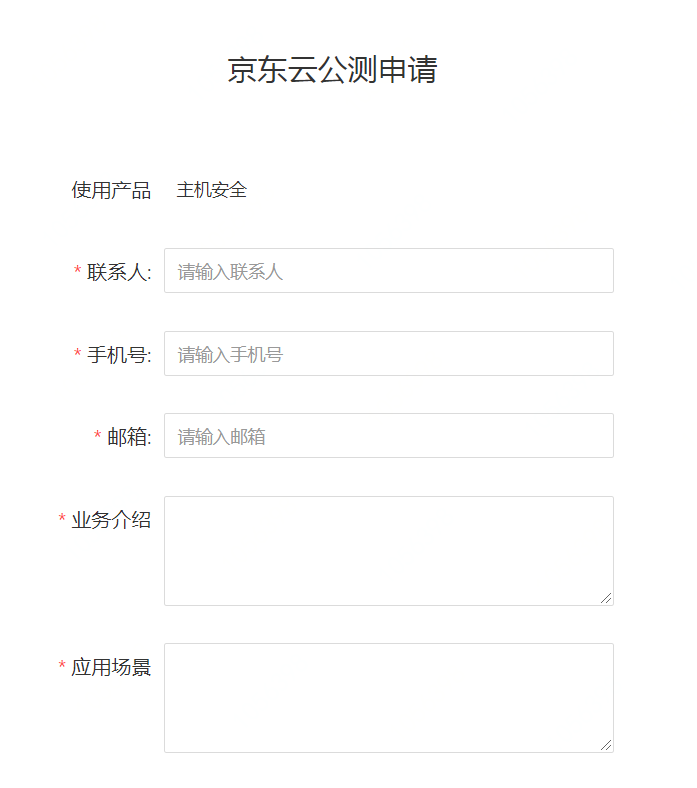 京东云公测申请
使用产品 主机安全
* 联系人: 请输入联系人
* 手机号: 请输入手机号
* 邮箱: 请输入邮箱
* 业务介绍
* 应用场景